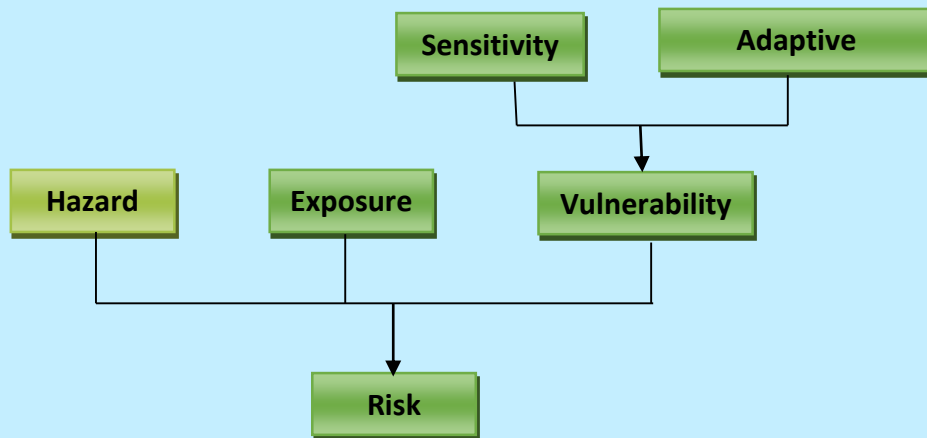 Sensitivity
Adaptive
Hazard
Exposure
Vulnerability
Risk